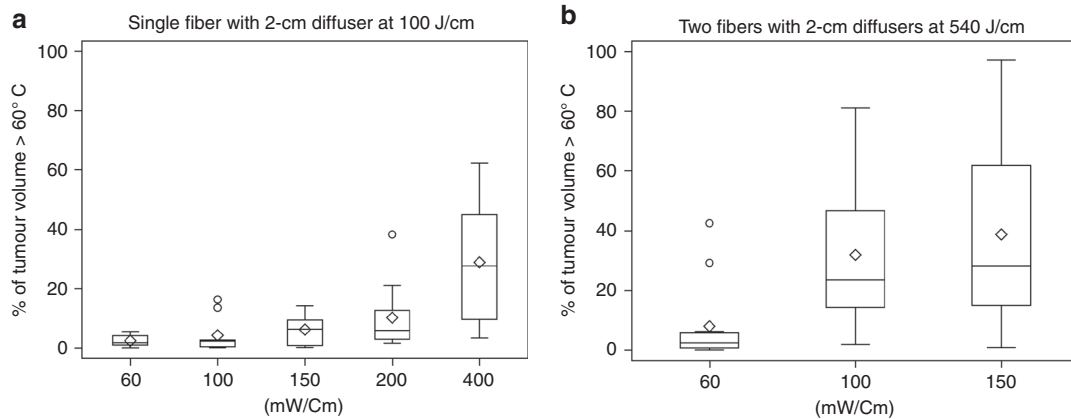 a
Single fiber with 2-cm diffuser at 100 J/cm
% of tumour volume > 60° C
100
80
60
40
20
0
60 100 150 200 400
(mW/Cm)
b
Two fibers with 2-cm diffusers at 540 J/cm
% of tumour volume > 60° C
100
80
60
40
20
0
60 100 150
(mW/Cm)